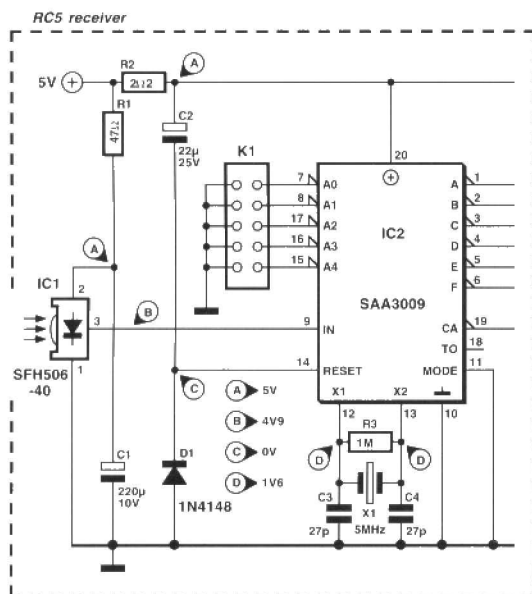 RC5 receiver
5V
R2
2Ω2
A
R1
47Ω
C2
22µ
25V
K1
20
7
A0
A
1
8
A1
B
2
17
A2
IC2
C
3
16
A3
D
4
15
A4
E
5
F
6
A
2
IC1
SAA3009
3
B
9
IN
CA
19
TO
18
1
14
RESET
MODE
11
SFH506
-40
C
A
5V
B
4V9
C
0V
D
1V6
X1
X2
12
13
10
R3
1M
D
D
C1
220µ
10V
D1
1N4148
C3
27p
X1
5MHz
C4
27p